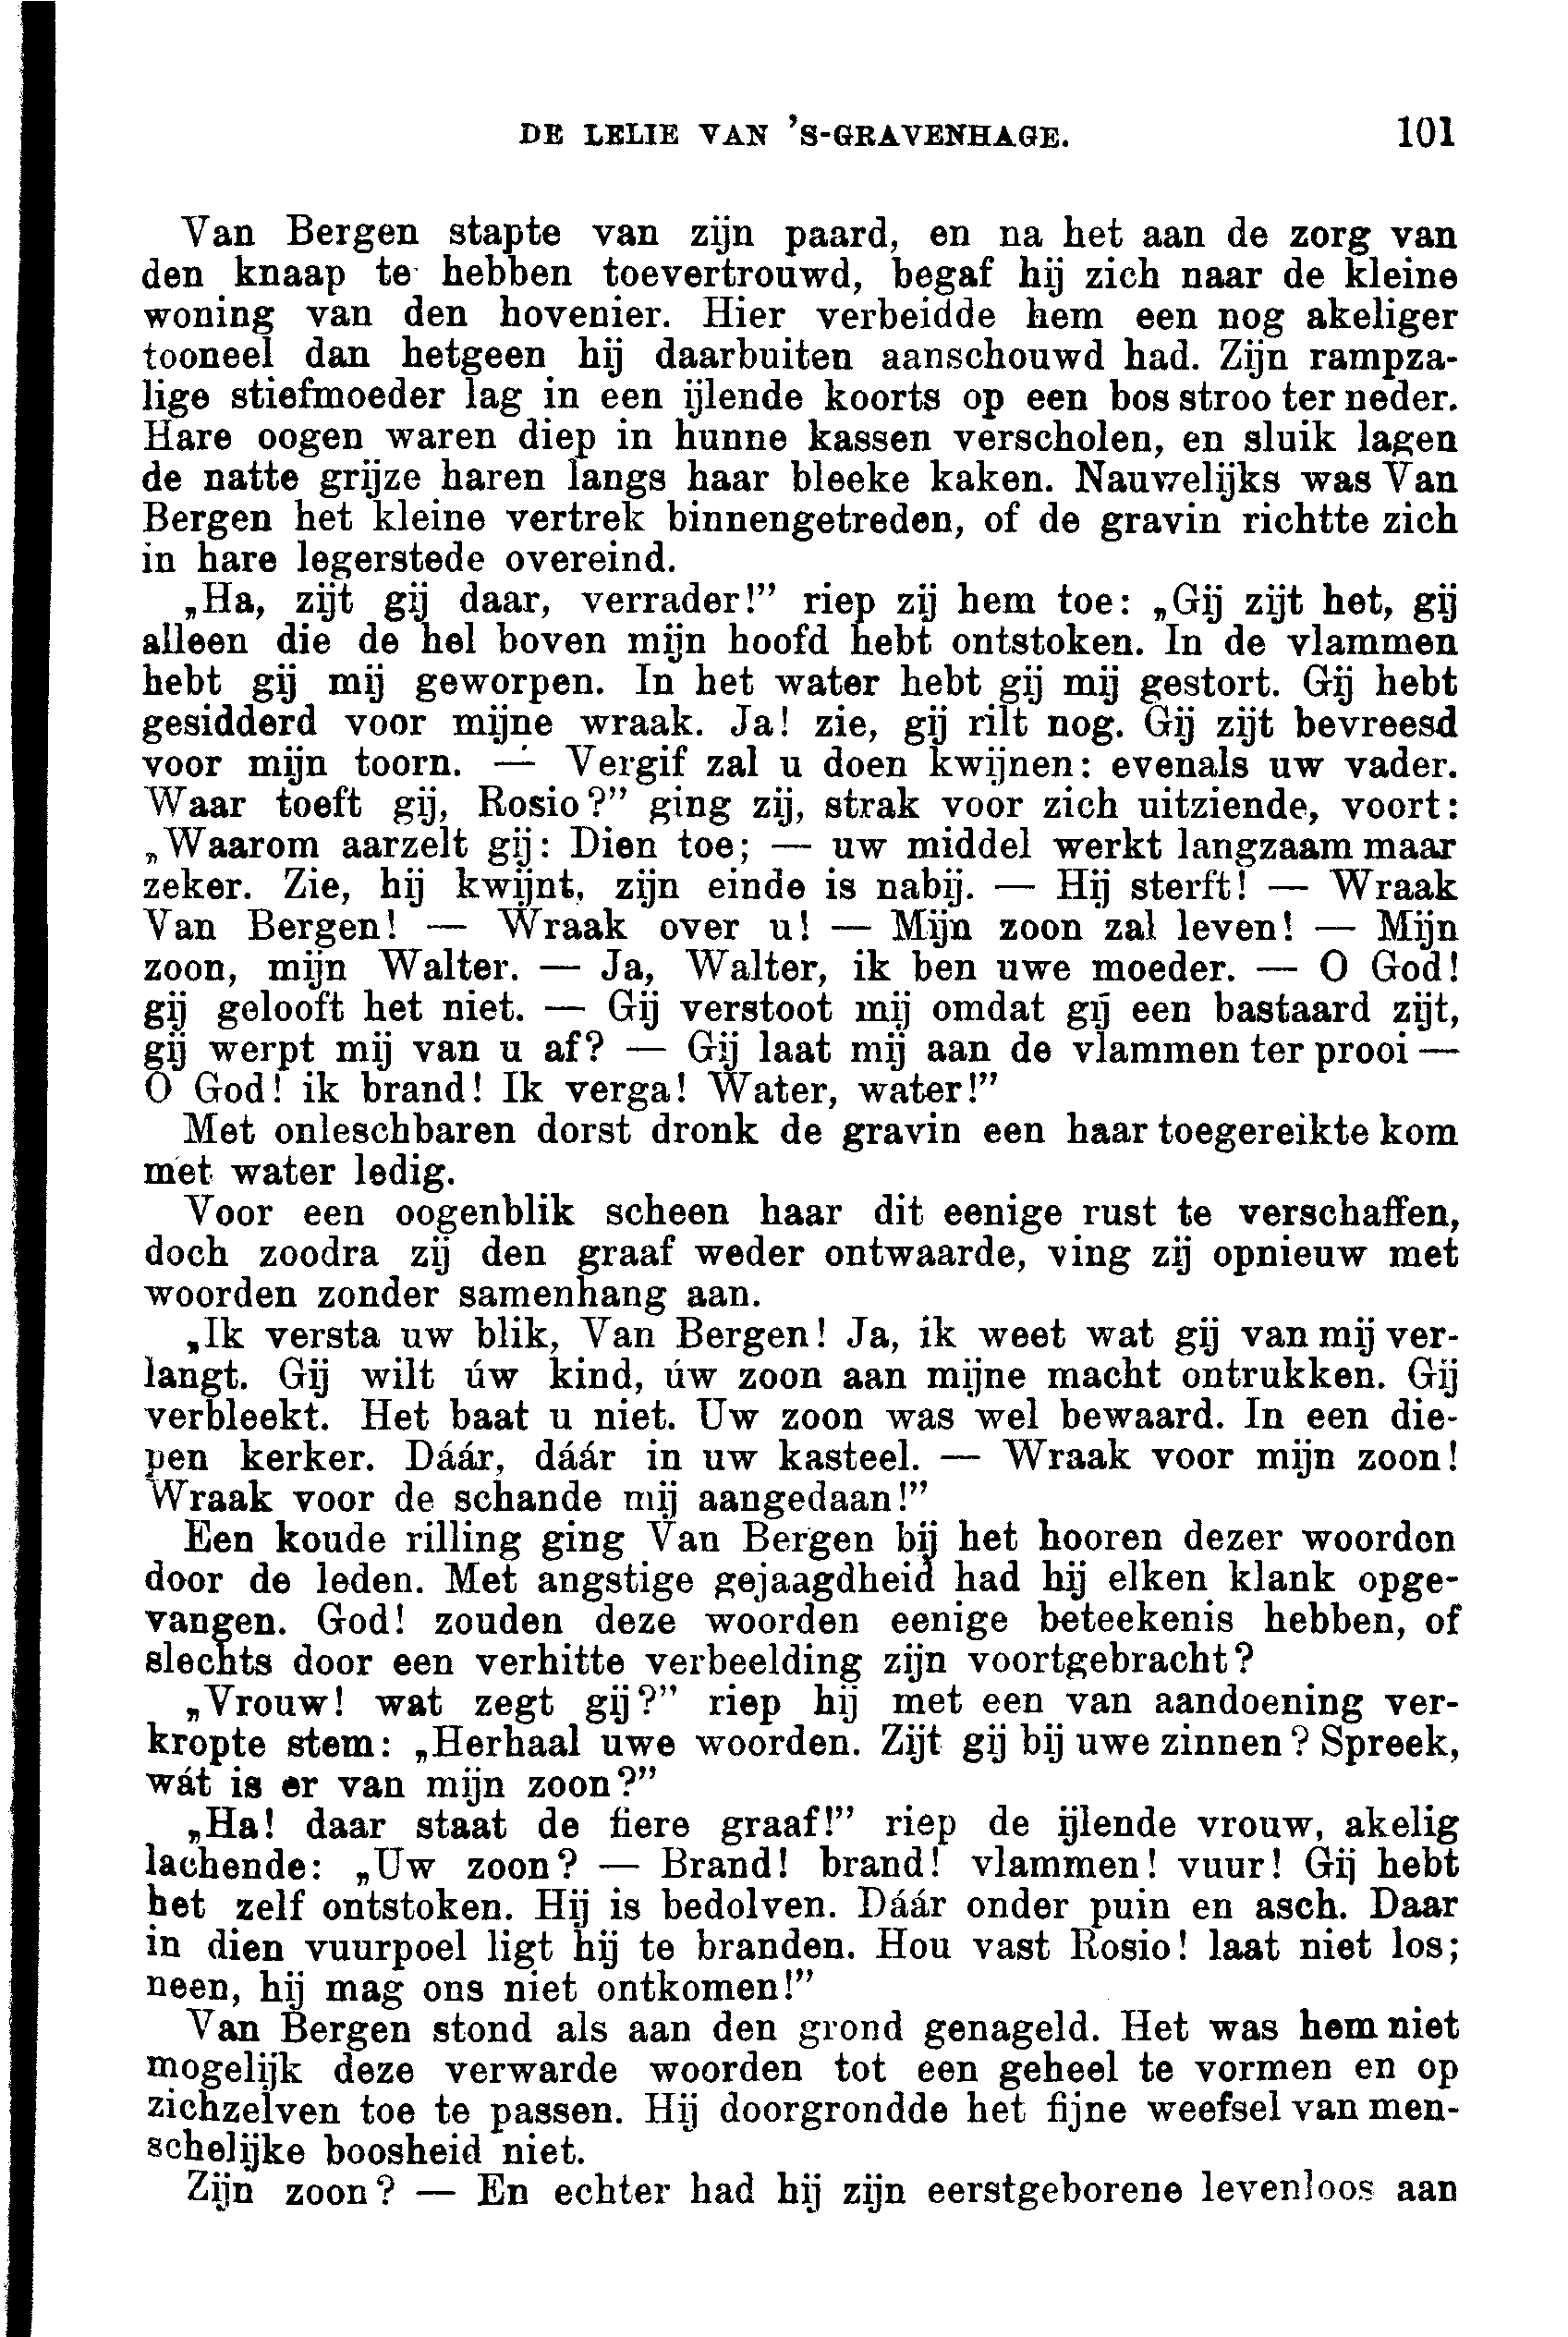 DE LELIE VAN 'S-GRAVENHAGE. 101
Van Bergen stapte van zijn paard, en na het aan de zorg van
den knaap te hebben toevertrouwd, begaf hij zich naar de kleine
woning van den hovenier. Hier verbeidde hem een nog akeliger
tooneel dan hetgeen hij daarbuiten aanschouwd had. Zijn rampza-
lige stiefmoeder lag in een ijlende koorts op een bos stroo ter neder.
Hare oogen waren diep in hunne kassen verscholen, en sluik lagen
de natte grijze haren langs haar bleeke kaken. Nauwelijks was Van
Bergen het kleine vertrek binnengetreden, of de gravin richtte zich
in hare legerstede overeind.
„Ha, zijt gij daar, verrader!” riep zij hem toe: „Gij zijt het, gij
alleen die de hel boven mijn hoofd hebt ontstoken. In de vlammen
hebt gij mij geworpen. In het water hebt gij mij gestort. Gij hebt
gesidderd voor mijne wraak. Ja! zie, gij rilt nog. Gij zijt bevreesd
voor mijn toorn. — Vergif zal u doen kwijnen: evenals uw vader.
Waar toeft gij, Rosio?” ging zij, strak voor zich uitziende, voort:
„Waarom aarzelt gij: Dien toe; — uw middel werkt langzaam maar
zeker. Zie, hij kwijnt, zijn einde is nabij. — Hij sterft! — Wraak
Van Bergen! — Wraak over u! — Mijn zoon zal leven! — Mijn
zoon, mijn Walter. — Ja, Walter, ik ben uwe moeder. — O God!
gij gelooft het niet. — Gij verstoot mij omdat gij een bastaard zijt,
gij werpt mij van u af? — Gij laat mij aan de vlammen ter prooi —
O God! ik brand! Ik verga! Water, water!”
Met onleschbaren dorst dronk de gravin een haar toegereikte kom
met water ledig.
Voor een oogenblik scheen haar dit eenige rust te verschaffen,
doch zoodra zij den graaf weder ontwaarde, ving zij opnieuw met
woorden zonder samenhang aan.
„Ik versta uw blik, Van Bergen! Ja, ik weet wat gij van mij ver-
langt. Gij wilt úw kind, úw zoon aan mijne macht ontrukken. Gij
verbleekt. Het baat u niet. Uw zoon was wel bewaard. In een die-
pen kerker. Dáár, dáár in uw kasteel. — Wraak voor mijn zoon!
Wraak voor de schande mij aangedaan!”
Een koude rilling ging Van Bergen bij het hooren dezer woorden
door de leden. Met angstige gejaagdheid had hij elken klank opge-
vangen. God! zouden deze woorden eenige beteekenis hebben, of
slechts door een verhitte verbeelding zijn voortgebracht?
„Vrouw! wat zegt gij?” riep hij met een van aandoening ver-
kropte stem: „Herhaal uwe woorden. Zijt gij bij uwe zinnen? Spreek,
wát is er van mijn zoon?”
„Ha! daar staat de fiere graaf!” riep de ijlende vrouw, akelig
lachende: „Uw zoon? — Brand! brand! vlammen! vuur! Gij hebt
het zelf ontstoken. Hij is bedolven. Dáár onder puin en asch. Daar
in dien vuurpoel ligt hij te branden. Hou vast Rosio! laat niet los;
neen, hij mag ons niet ontkomen!”
Van Bergen stond als aan den grond genageld. Het was hem niet
mogelijk deze verwarde woorden tot een geheel te vormen en op
zichzelven toe te passen. Hij doorgrondde het fijne weefsel van men-
schelijke boosheid niet.
Zijn zoon? — En echter had hij zijn eerstgeborene levenloos aan